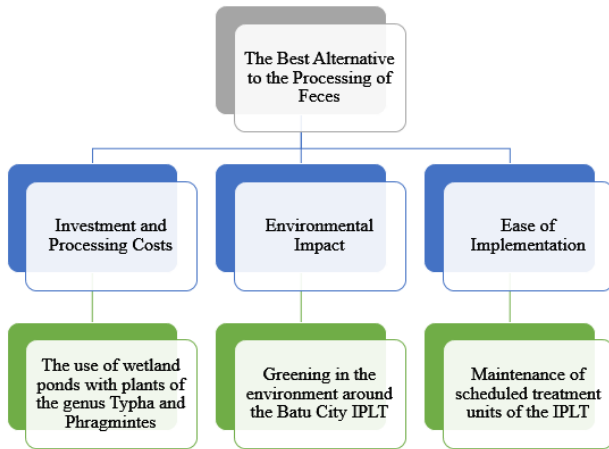 The Best Alternative
to the Processing of
Feces
Investment and
Processing Costs
Environmental
Impact
Ease of
Implementation
The use of wetland
ponds with plants of
the genus Typha and
Phragmintes
Greening in the
environment around
the Batu City IPLT
Maintenance of
scheduled treatment
units of the IPLT